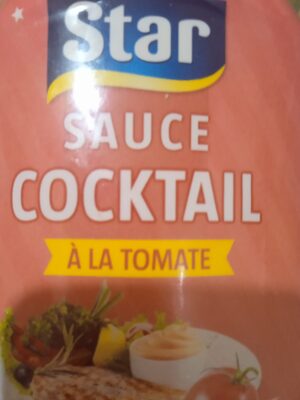 Star
SAUCE
COCKTAIL
À LA TOMATE